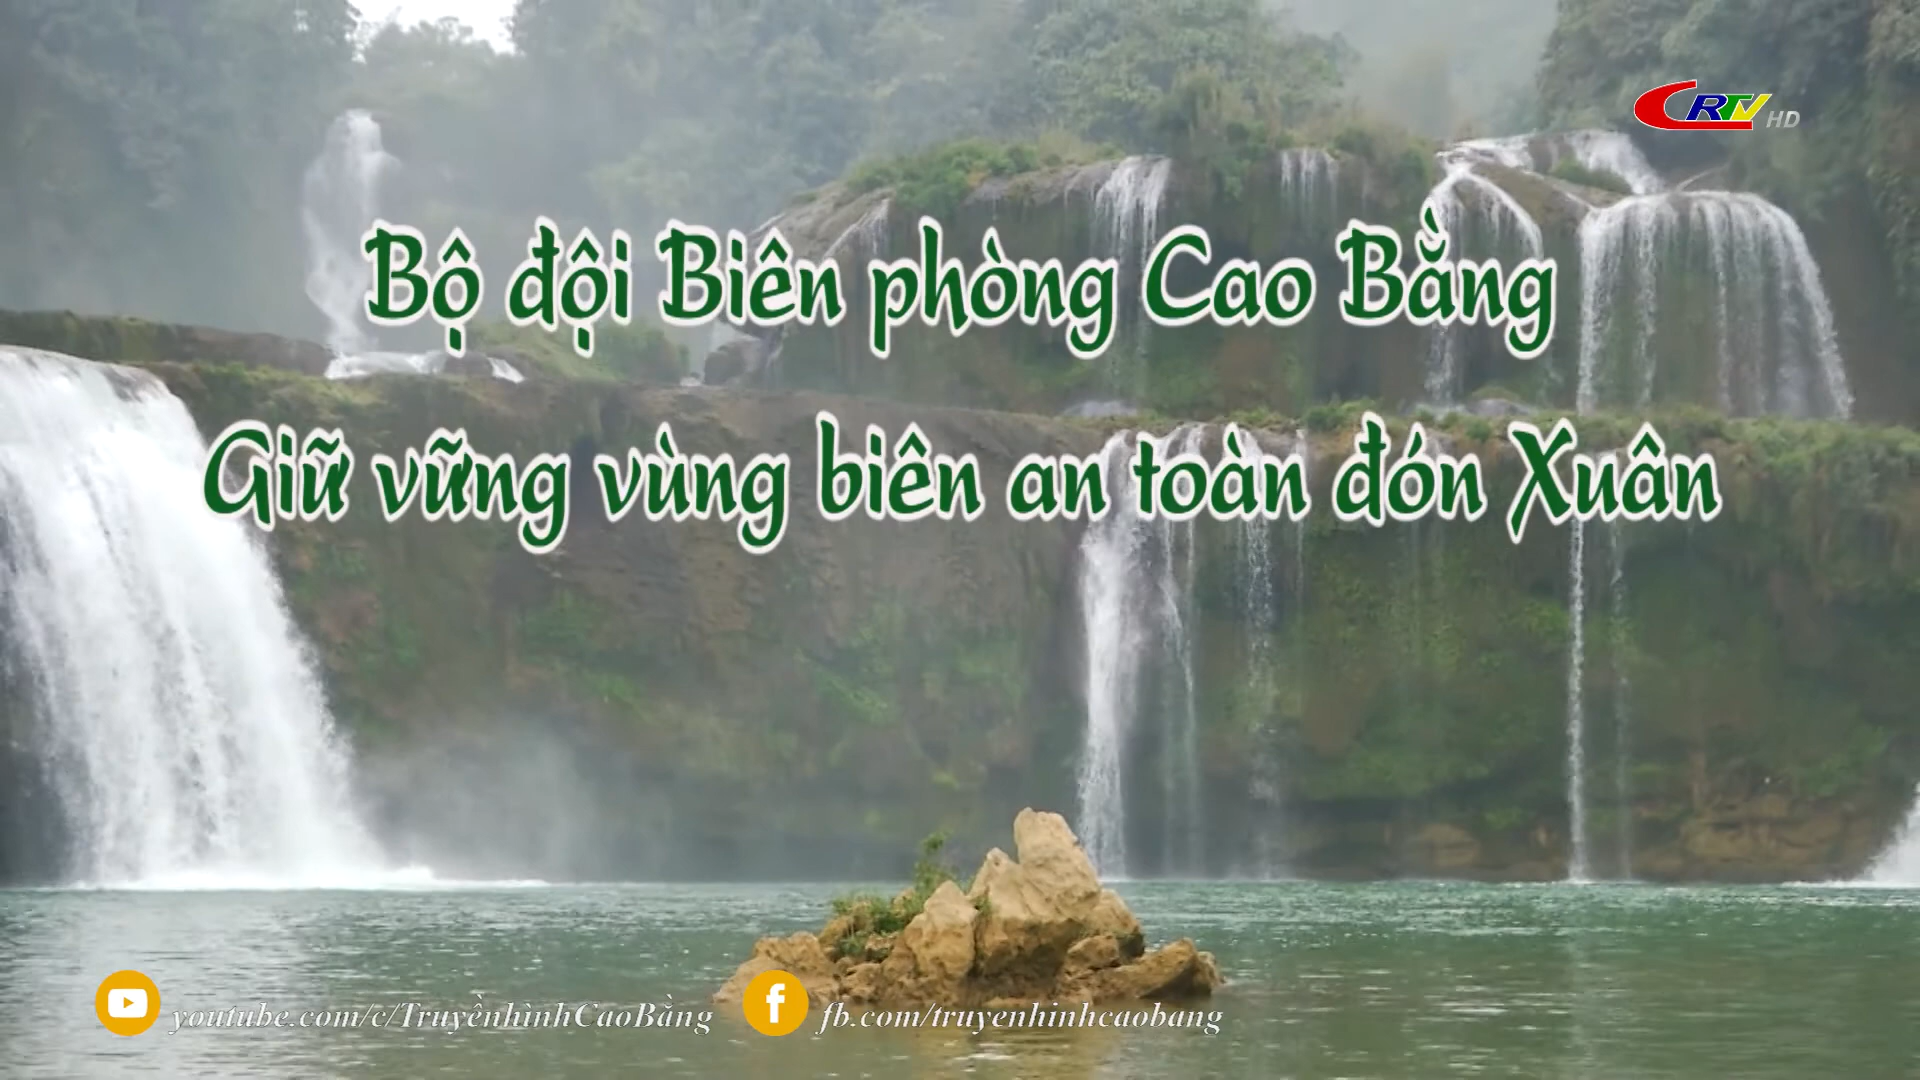 CRTV HD
Bộ đội Biên phòng Cao Bằng
Giữ vững vùng biên an toàn đón Xuân
youtube.com/c/TruyềnhìnhCaoBằng
fb.com/truyenhinhcaobang